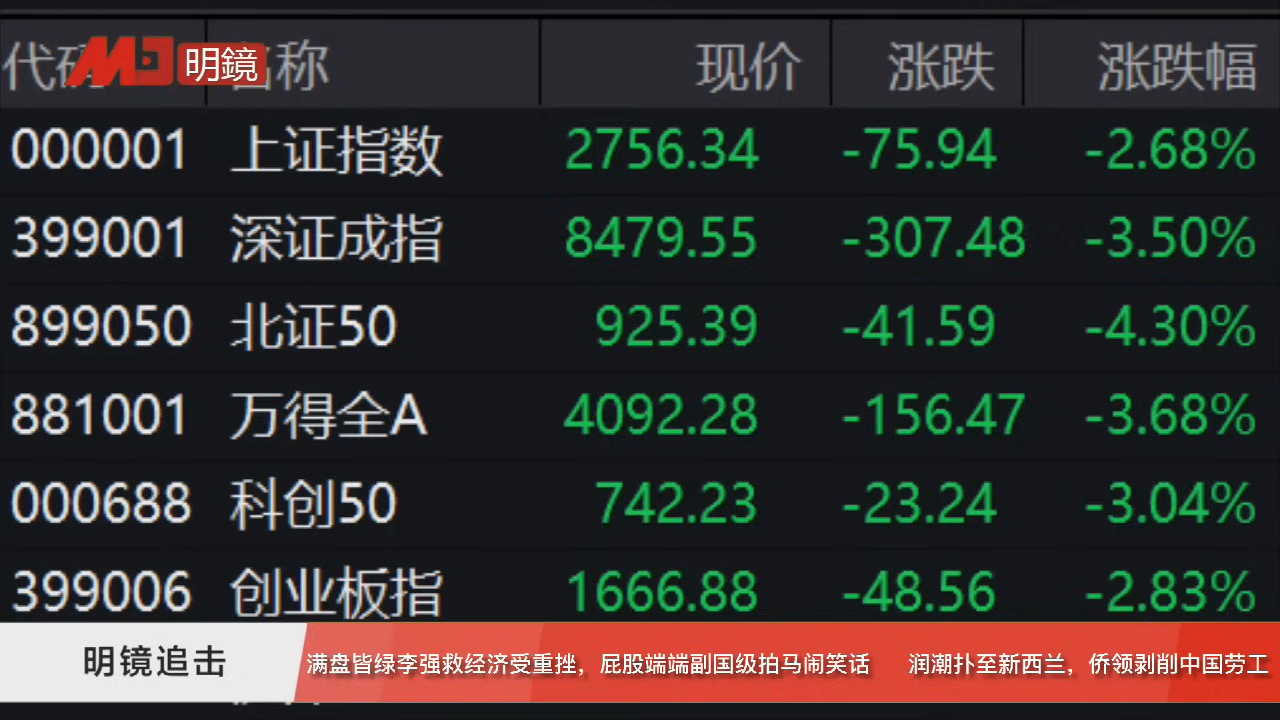 代码 名称 现价 涨跌 涨跌幅
明鏡
000001 上证指数 2756.34 -75.94 -2.68%
399001 深证成指 8479.55 -307.48 -3.50%
899050 北证50 925.39 -41.59 -4.30%
881001 万得全A 4092.28 -156.47 -3.68%
000688 科创50 742.23 -23.24 -3.04%
399006 创业板指 1666.88 -48.56 -2.83%
明镜追击 满盘皆绿李强救经济受重挫，屁股端端副国级拍马闹笑话 润潮扑至新西兰，侨领剥削中国劳工